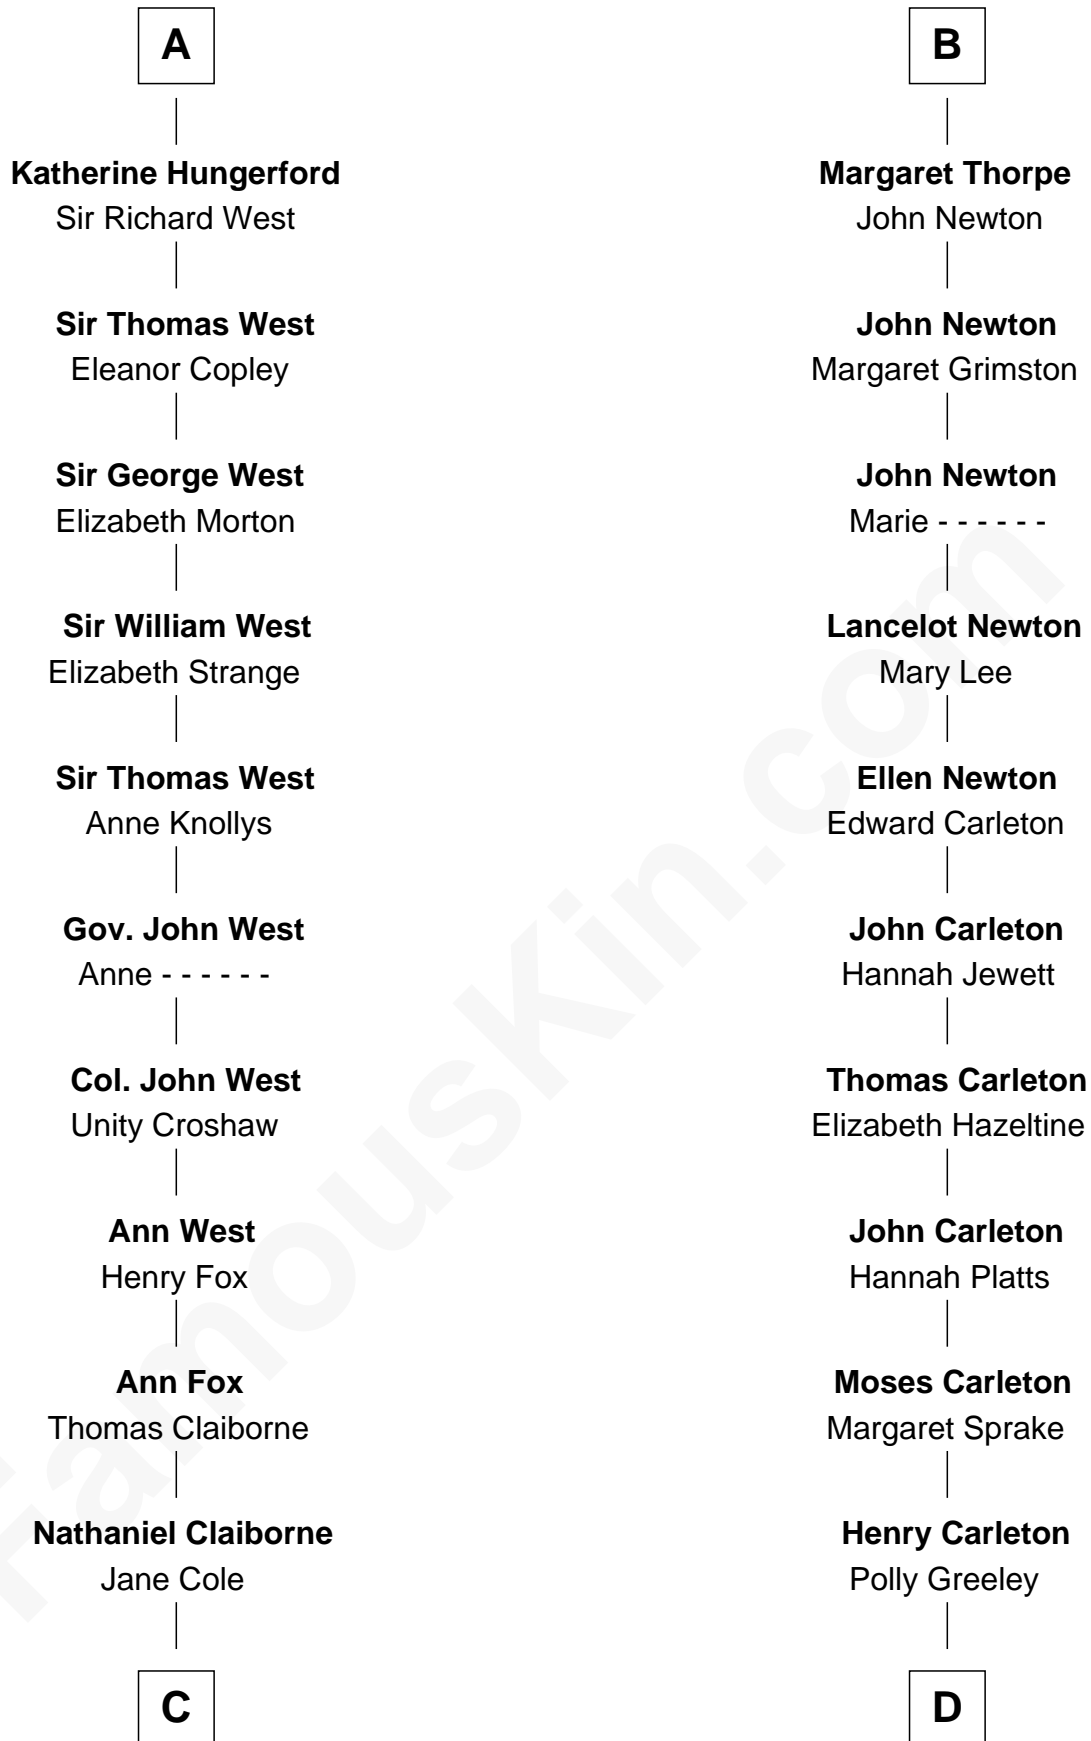 A
Katherine Hungerford
Sir Richard West
Sir Thomas West
Eleanor Copley
Sir George West
Elizabeth Morton
Sir William West
Elizabeth Strange
Sir Thomas West
Anne Knollys
Gov. John West
Anne - - - - - -
Col. John West
Unity Croshaw
Ann West
Henry Fox
Ann Fox
Thomas Claiborne
Nathaniel Claiborne
Jane Cole
C
B
Margaret Thorpe
John Newton
John Newton
Margaret Grimston
John Newton
Marie - - - - - -
Lancelot Newton
Mary Lee
Ellen Newton
Edward Carleton
John Carleton
Hannah Jewett
Thomas Carleton
Elizabeth Hazeltine
John Carleton
Hannah Platts
Moses Carleton
Margaret Sprake
Henry Carleton
Polly Greeley
D
FamousKin.com